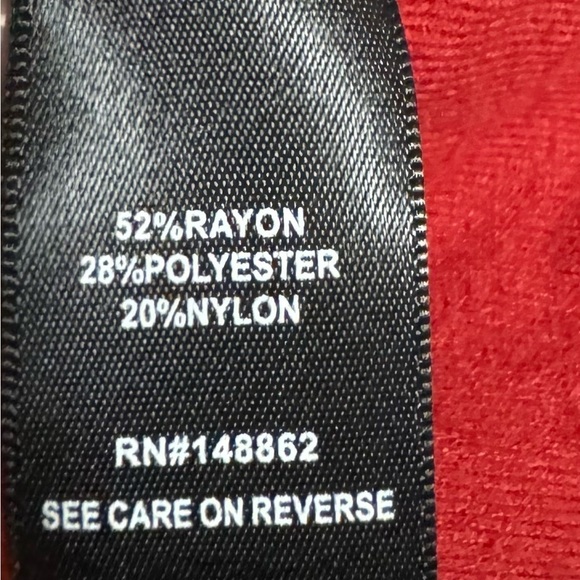 52%RAYON
28%POLYESTER
20%NYLON
RN#148862
SEE CARE ON REVERSE